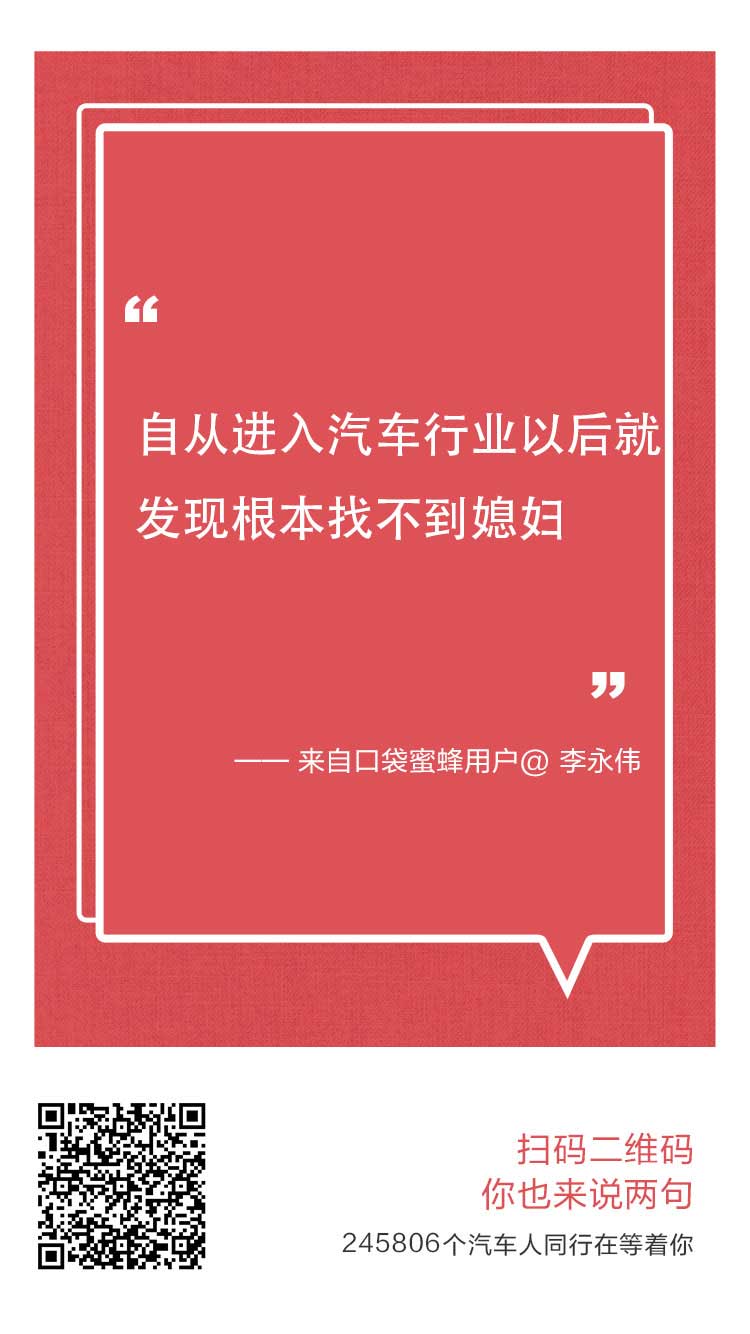 “
自从进入汽车行业以后就
发现根本找不到媳妇
”
—— 来自口袋蜜蜂用户@ 李永伟
扫码二维码
你也来说两句
245806个汽车人同行在等着你